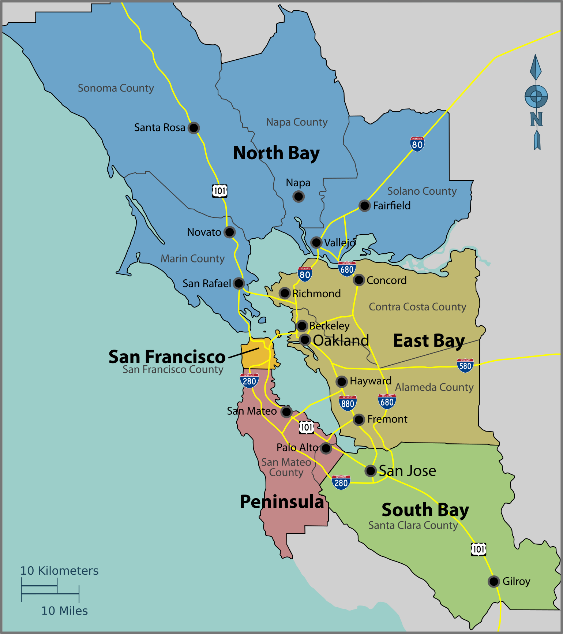 Sonoma County
Napa County
Santa Rosa
North Bay
80
N
Napa
Solano County
101
Fairfield
Novato
Vallejo
Marin County
680
80
San Rafael
Concord
Richmond
Contra Costa County
Berkeley
Oakland
East Bay
San Francisco
San Francisco County
580
280
Hayward
Alameda County
880
680
San Mateo
Fremont
101
Palo Alto
San Mateo
County
San Jose
280
Peninsula
South Bay
Santa Clara County
101
10 Kilometers
Gilroy
10 Miles